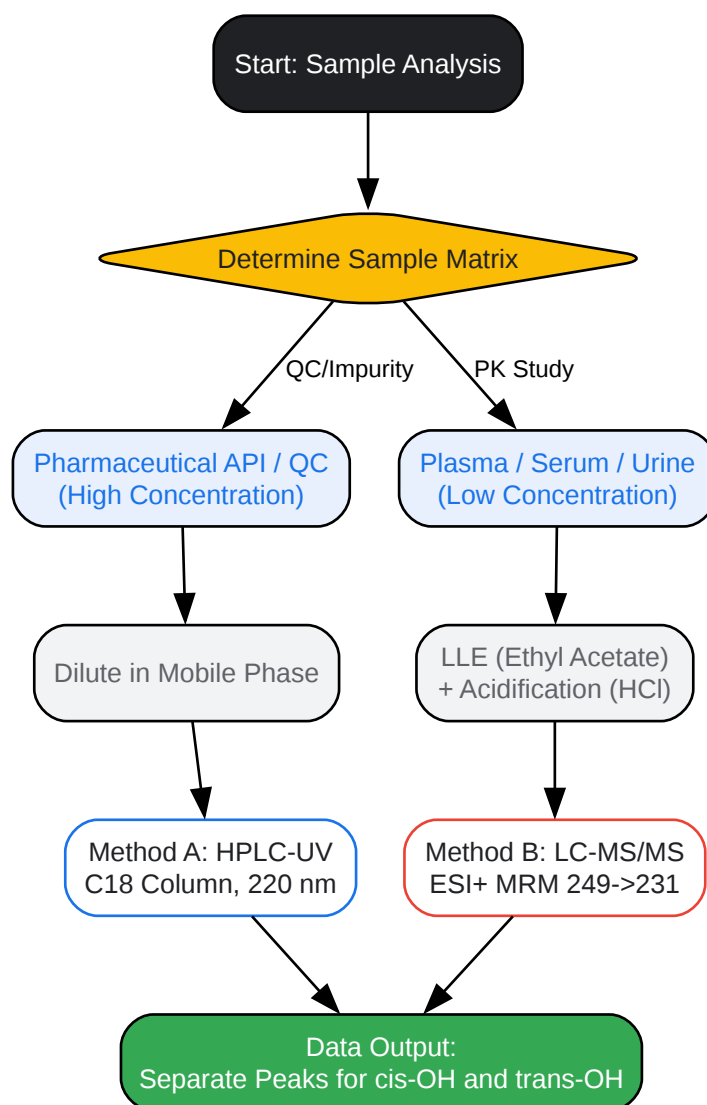 Start: Sample Analysis
Determine Sample Matrix
QC/Impurity
PK Study
Pharmaceutical API / QC
(High Concentration)
Plasma / Serum / Urine
(Low Concentration)
Dilute in Mobile Phase
LLE (Ethyl Acetate)
+ Acidification (HCl)
Method A: HPLC-UV
C18 Column, 220 nm
Method B: LC-MS/MS
ESI+ MRM 249->231
Data Output:
Separate Peaks for cis-OH and trans-OH